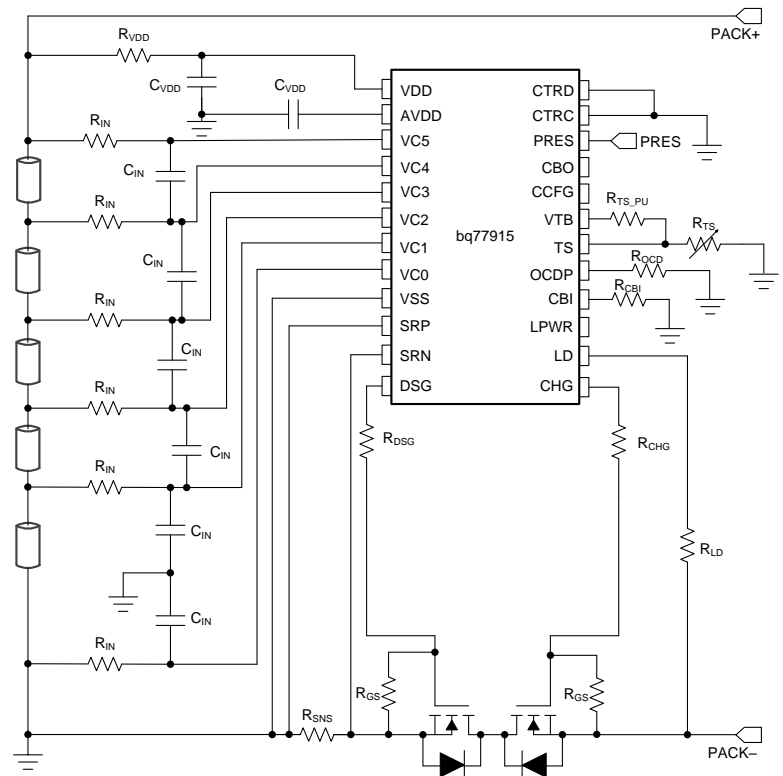 PACK+
RVDD
CVDD
CVDD
RIN
CIN
RIN
CIN
RIN
CIN
RIN
CIN
RIN
CIN
CIN
RIN
VDD
AVDD
VC5
VC4
VC3
VC2
VC1
VC0
VSS
SRP
SRN
DSG
bq77915
CTRD
CTRC
PRES
CBO
CCFG
VTB
TS
OCDP
CBI
LPWR
LD
CHG
PRES
RTS_PU
RTS
ROCD
RCBI
RDSG
RCHG
RLD
RGS
RGS
RSNS
PACK–